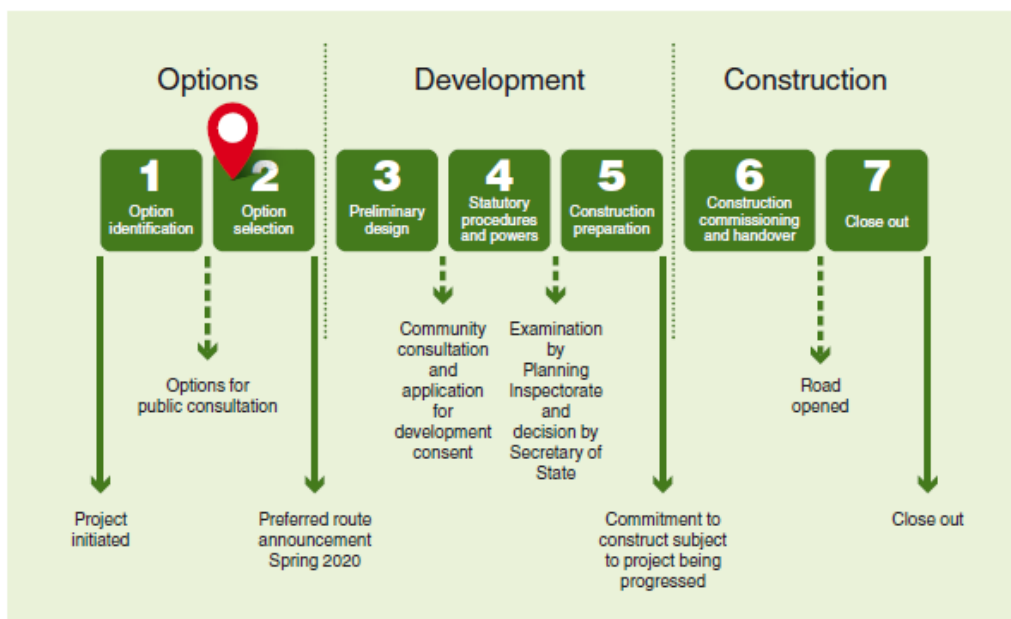 Options
Development
Construction
1
Option
identification
2
Option
selection
3
Preliminary
design
4
Statutory
procedures
and powers
5
Construction
preparation
6
Construction
commissioning
and handover
7
Close out
Options for
public consultation
Community
consultation
and
application
for
development
consent
Examination
by
Planning
Inspectorate
and
decision by
Secretary of
State
Road
opened
Project
initiated
Preferred route
announcement
Spring 2020
Commitment to
construct subject
to project being
progressed
Close out